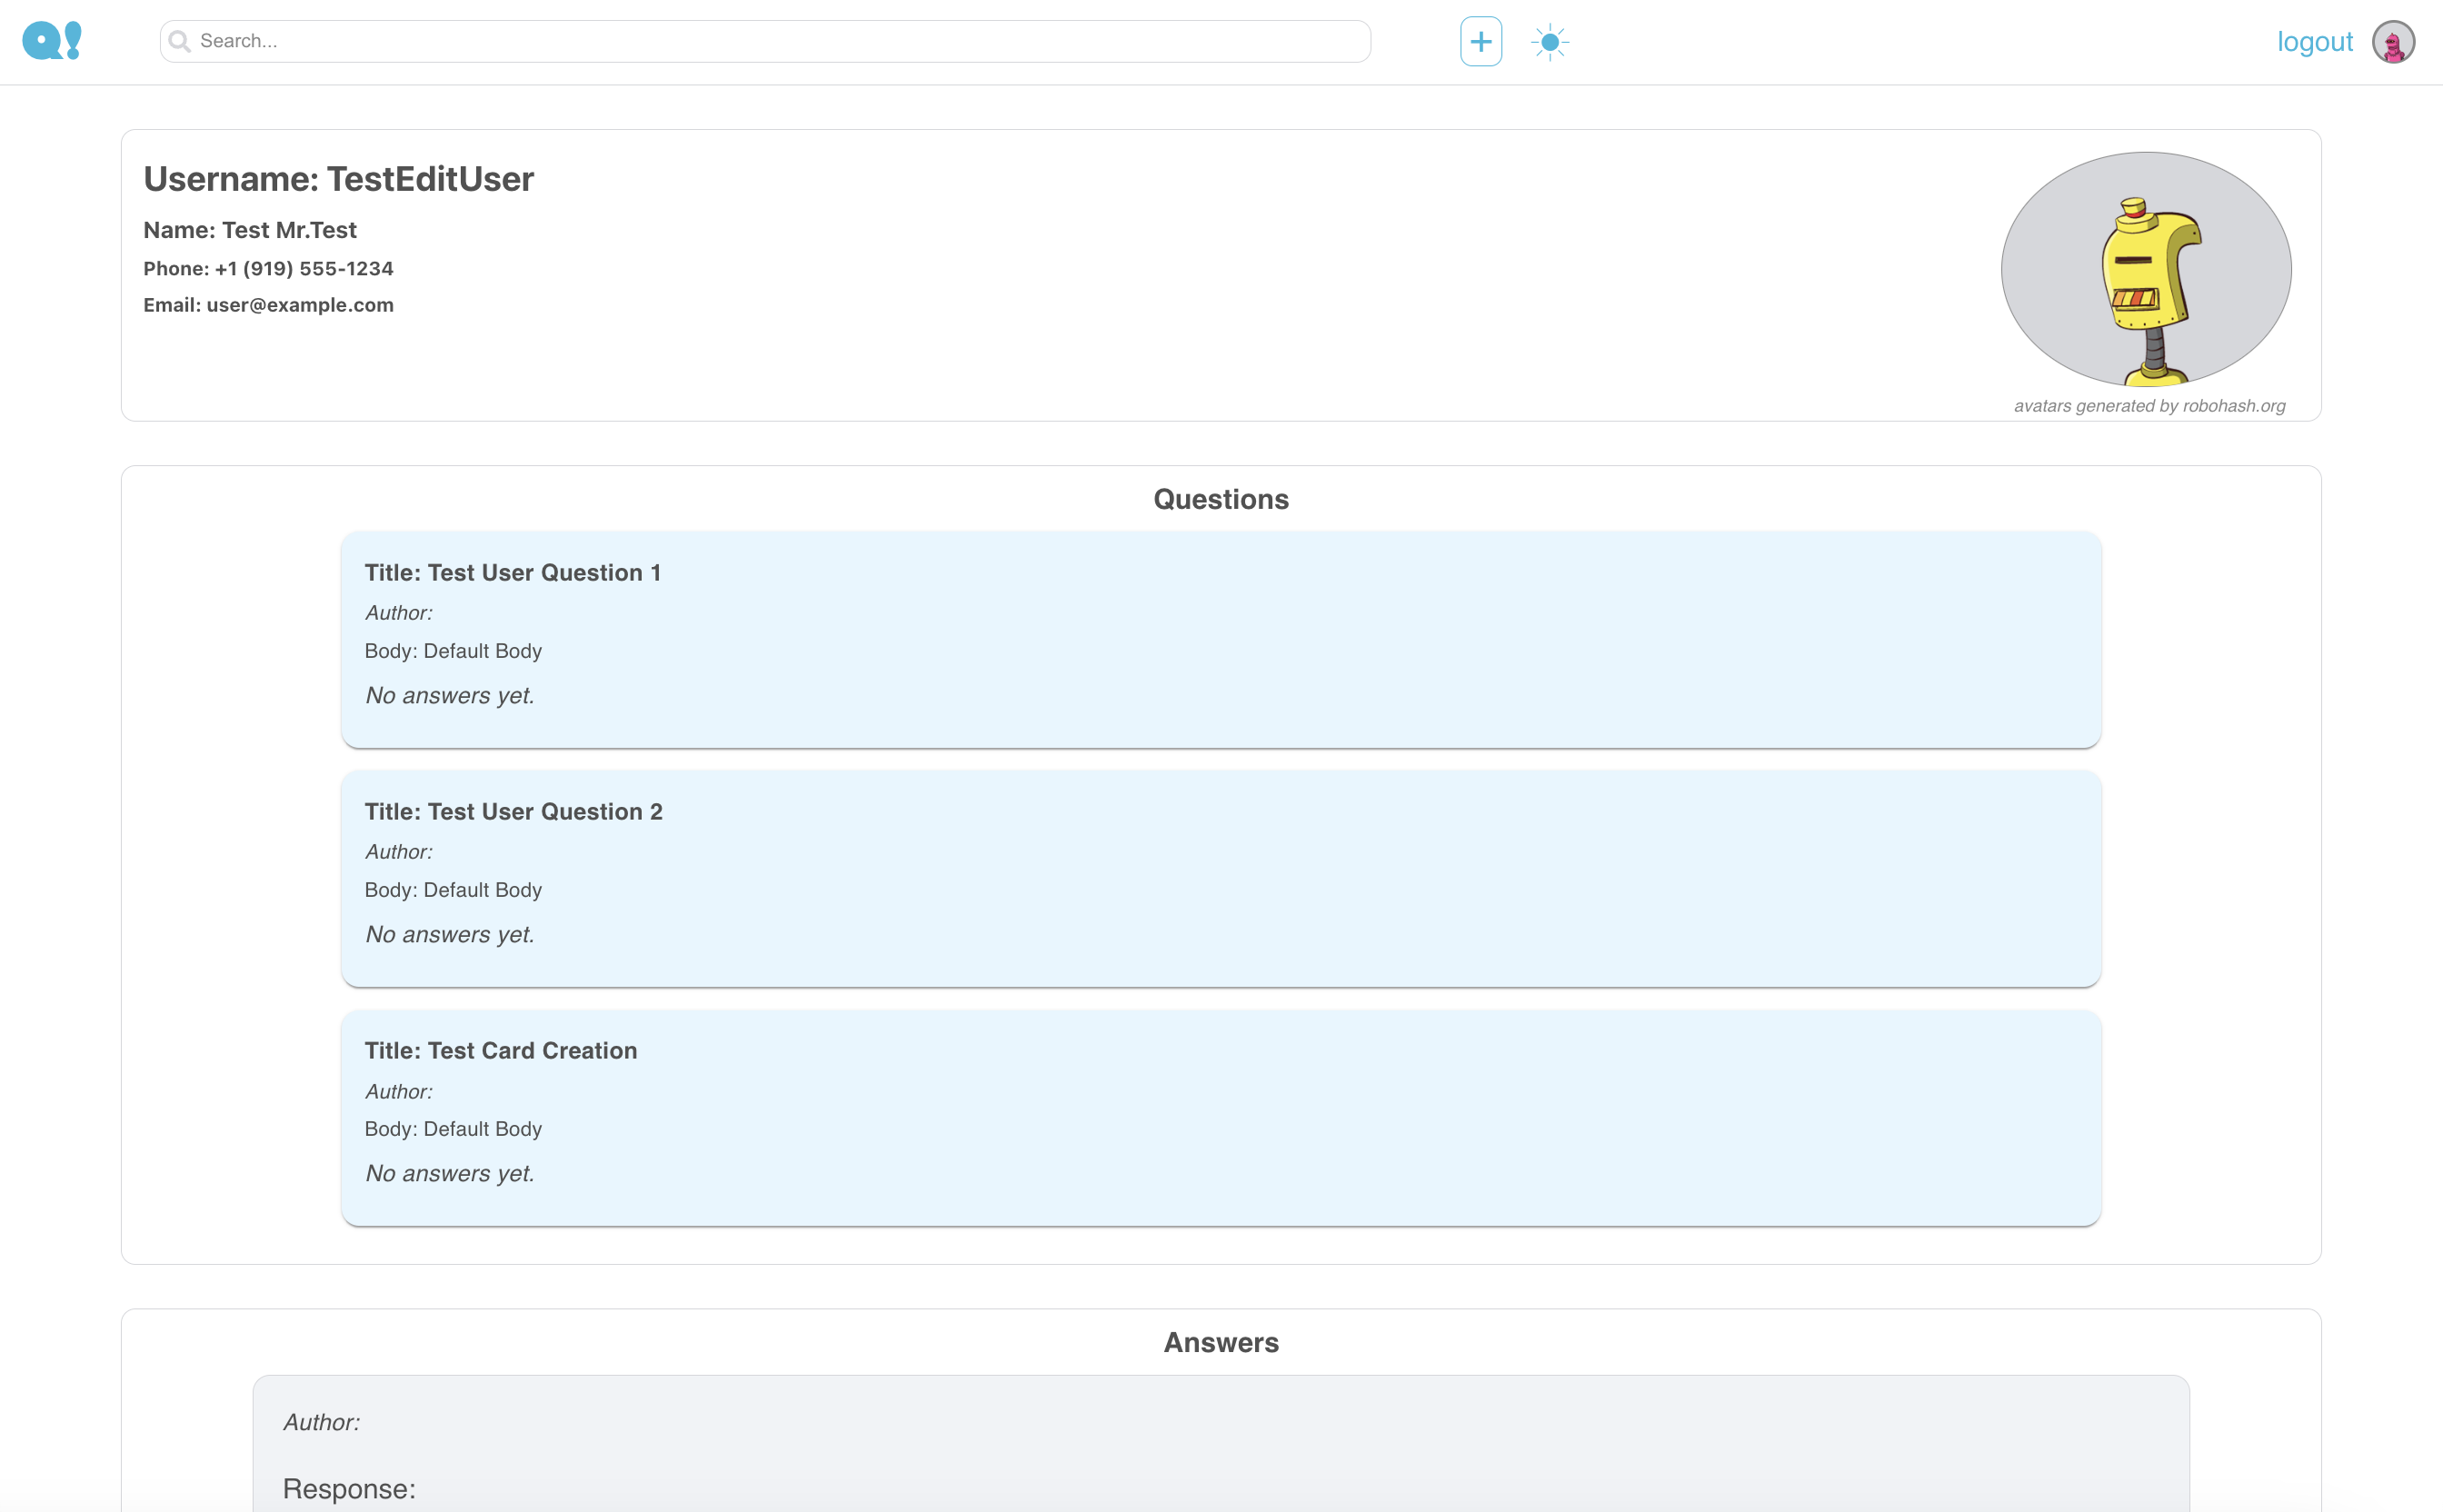 Q!
Search...
logout
Username: TestEditUser
Name: Test Mr.Test
Phone: +1 (919) 555-1234
Email: user@example.com
avatars generated by robohash.org
Questions
Title: Test User Question 1
Author:
Body: Default Body
No answers yet.
Title: Test User Question 2
Author:
Body: Default Body
No answers yet.
Title: Test Card Creation
Author:
Body: Default Body
No answers yet.
Answers
Author:
Response: